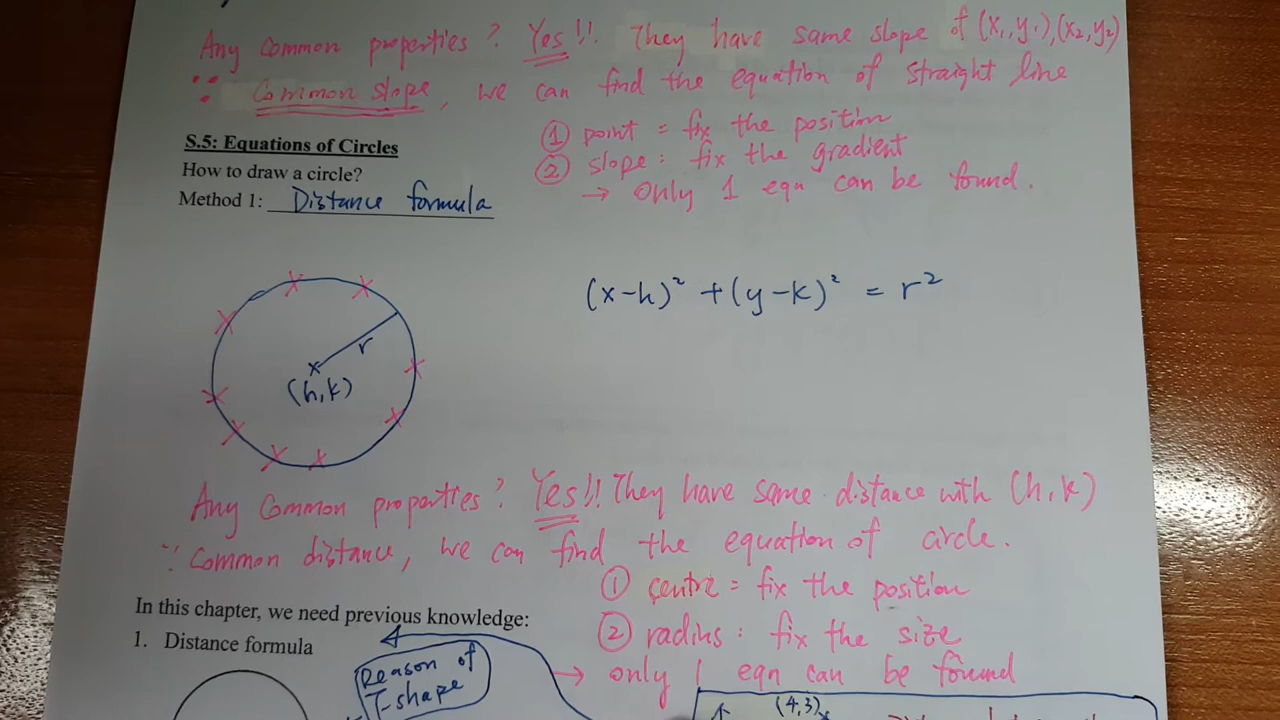 Any Common properties? Yes!! They have same slope of (x₁,y₁),(x₂,y₂)
∵ Common slope, we can find the equation of straight line
① point = fix the position
S.5: Equations of Circles
② slope: fix the gradient
How to draw a circle?
→ Only 1 eqn can be found.
Method 1: Distance formula
(x-h)² + (y-k)² = r²
r
(h,k)
Any Common properties? Yes!! They have same distance with (h,k)
∵ Common distance, we can find the equation of circle.
① centre = fix the position
In this chapter, we need previous knowledge:
② radius: fix the size
1. Distance formula
→ only 1 eqn can be found
Reason of
T-shape
(4,3)